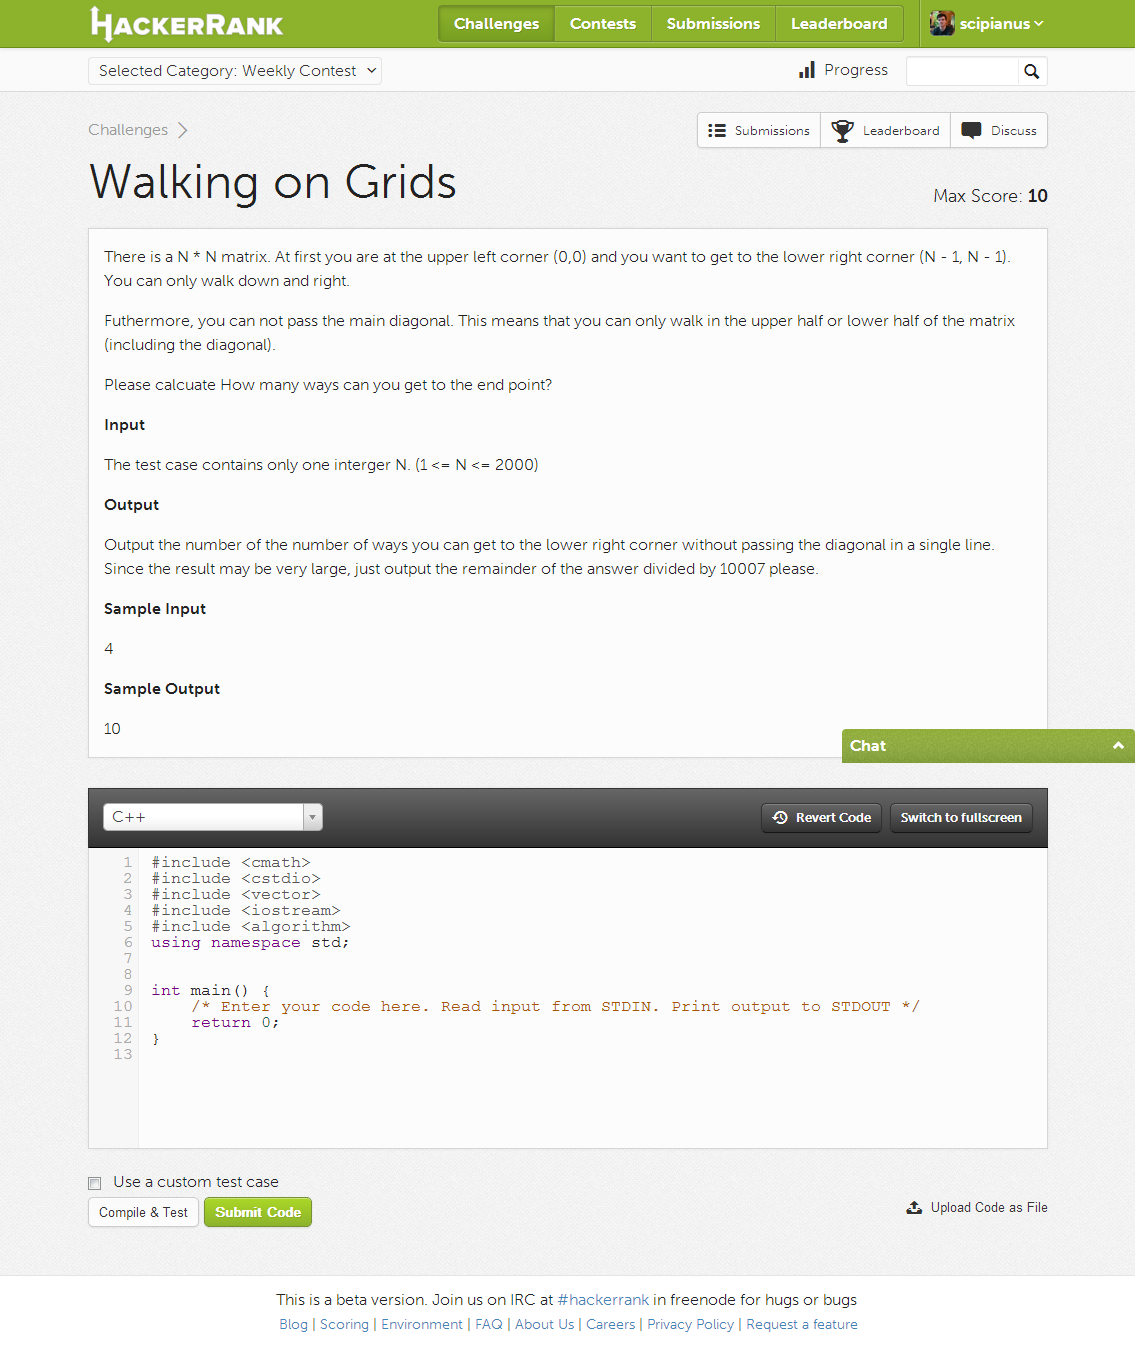 HACKERRANK
Challenges Contests Submissions Leaderboard scipianus
Selected Category: Weekly Contest Progress
Challenges
Submissions Leaderboard Discuss
Walking on Grids
Max Score: 10
There is a N * N matrix. At first you are at the upper left corner (0,0) and you want to get to the lower right corner (N - 1, N - 1).
You can only walk down and right.
Futhermore, you can not pass the main diagonal. This means that you can only walk in the upper half or lower half of the matrix
(including the diagonal).
Please calcuate How many ways can you get to the end point?
Input
The test case contains only one interger N. (1 <= N <= 2000)
Output
Output the number of the number of ways you can get to the lower right corner without passing the diagonal in a single line.
Since the result may be very large, just output the remainder of the answer divided by 10007 please.
Sample Input
4
Sample Output
10
Chat
C++ Revert Code Switch to fullscreen
1 #include <cmath>
2 #include <cstdio>
3 #include <vector>
4 #include <iostream>
5 #include <algorithm>
6 using namespace std;
7
8
9 int main() {
10 /* Enter your code here. Read input from STDIN. Print output to STDOUT */
11 return 0;
12 }
13
Use a custom test case
Compile & Test Submit Code Upload Code as File
This is a beta version. Join us on IRC at #hackerrank in freenode for hugs or bugs
Blog | Scoring | Environment | FAQ | About Us | Careers | Privacy Policy | Request a feature